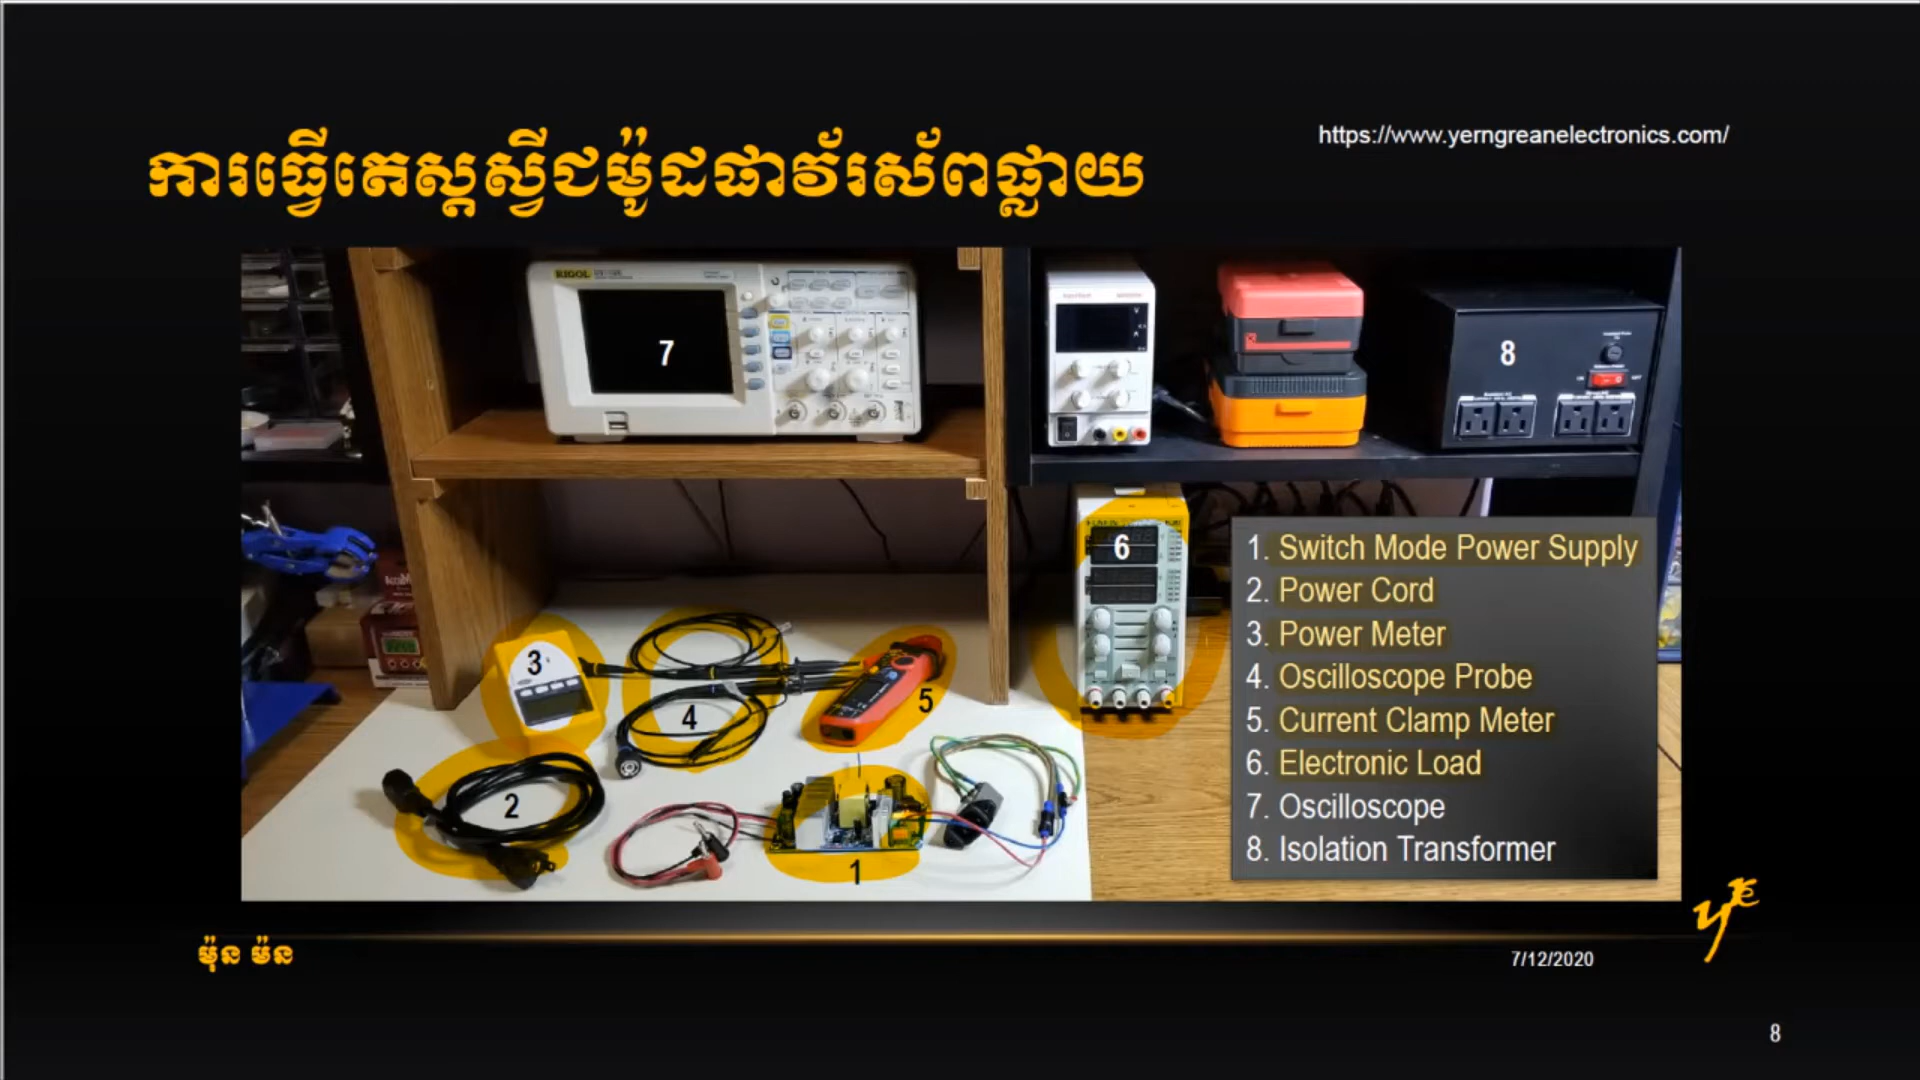 https://www.yerngreanelectronics.com/
ការធ្វើតេស្តស្វីជម៉ូដផាវ័រស័ពផ្លាយ
RIGOL
7
8
6
3
4
5
2
1
1. Switch Mode Power Supply
2. Power Cord
3. Power Meter
4. Oscilloscope Probe
5. Current Clamp Meter
6. Electronic Load
7. Oscilloscope
8. Isolation Transformer
ម៉ុន ម៉ន
7/12/2020
8